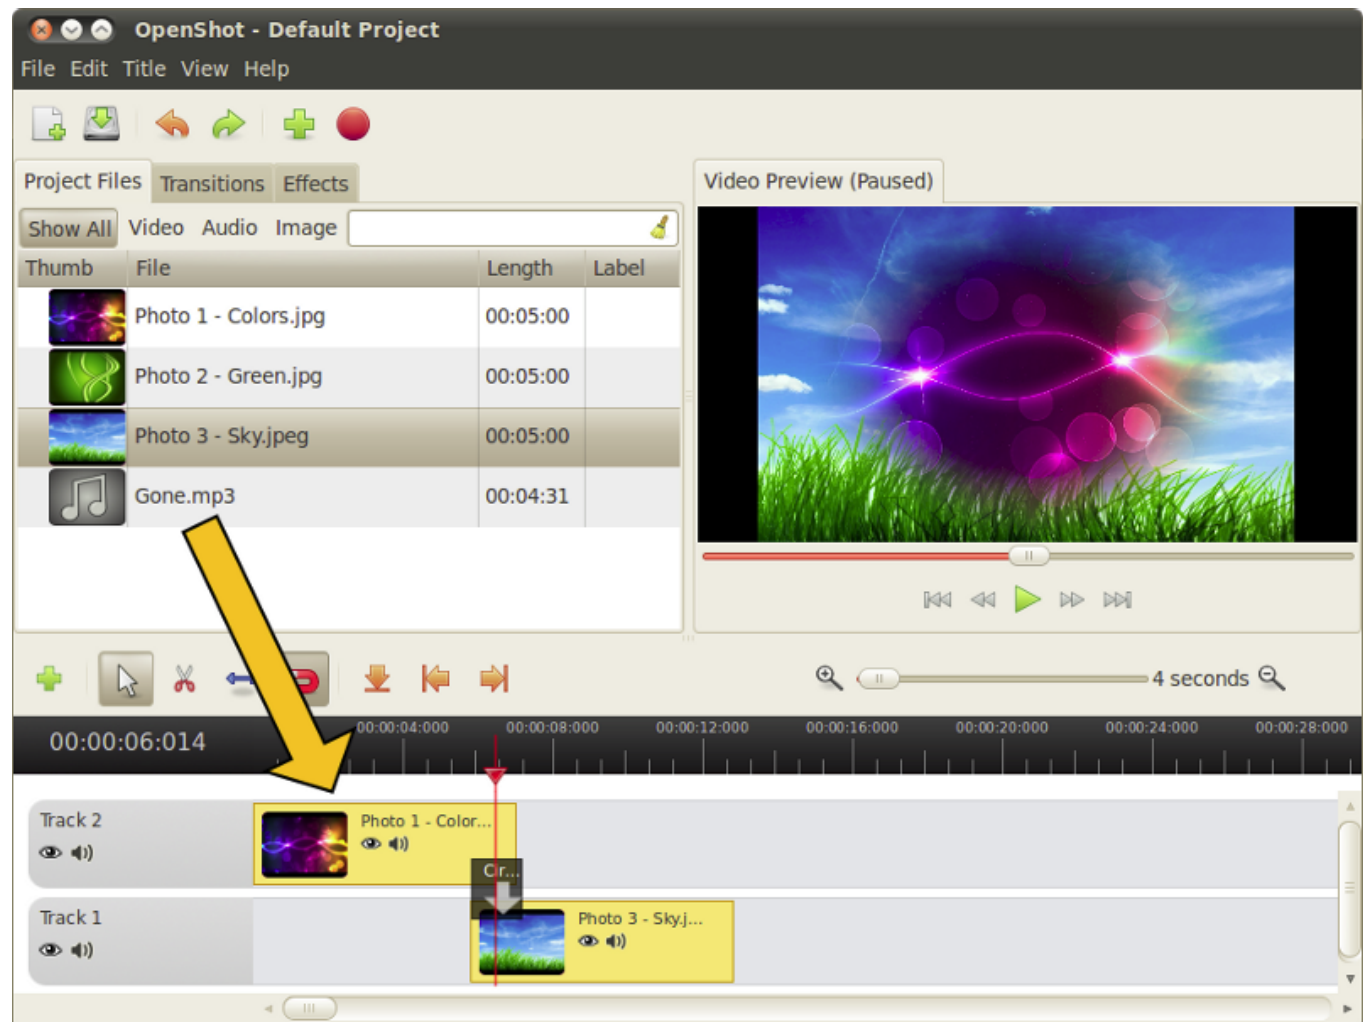 OpenShot - Default Project
File Edit Title View Help
Project Files Transitions Effects
Video Preview (Paused)
Show All Video Audio Image
Thumb File Length Label
Photo 1 - Colors.jpg 00:05:00
Photo 2 - Green.jpg 00:05:00
Photo 3 - Sky.jpeg 00:05:00
Gone.mp3 00:04:31
4 seconds
00:00:06:014
00:00:04:000 00:00:08:000 00:00:12:000 00:00:16:000 00:00:20:000 00:00:24:000 00:00:28:000
Track 2
Photo 1 - Color...
Cir...
Track 1
Photo 3 - Sky.j...